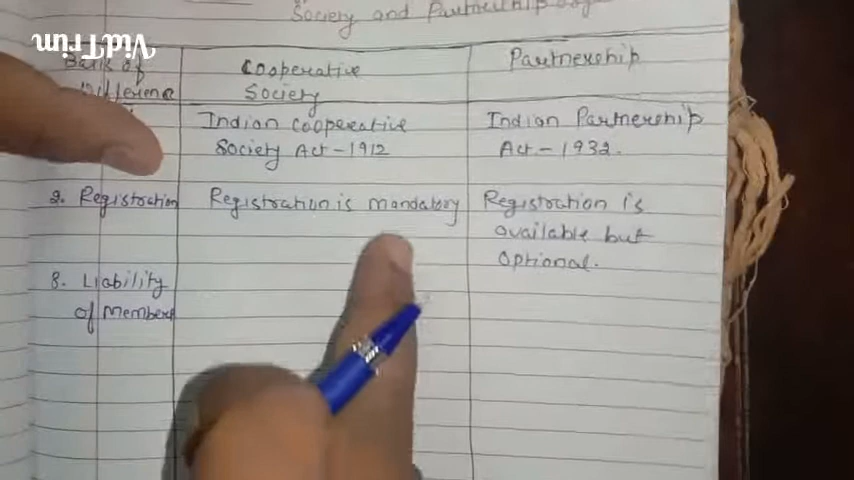 Society and Partnership
VidTrim
Basis of
Difference
Cooperative
Society
Partnership
Indian Cooperative
Society Act - 1912
Indian Partnership
Act - 1932.
2. Registration
Registration is mandatory
Registration is
available but
optional.
3. Liability
of Members